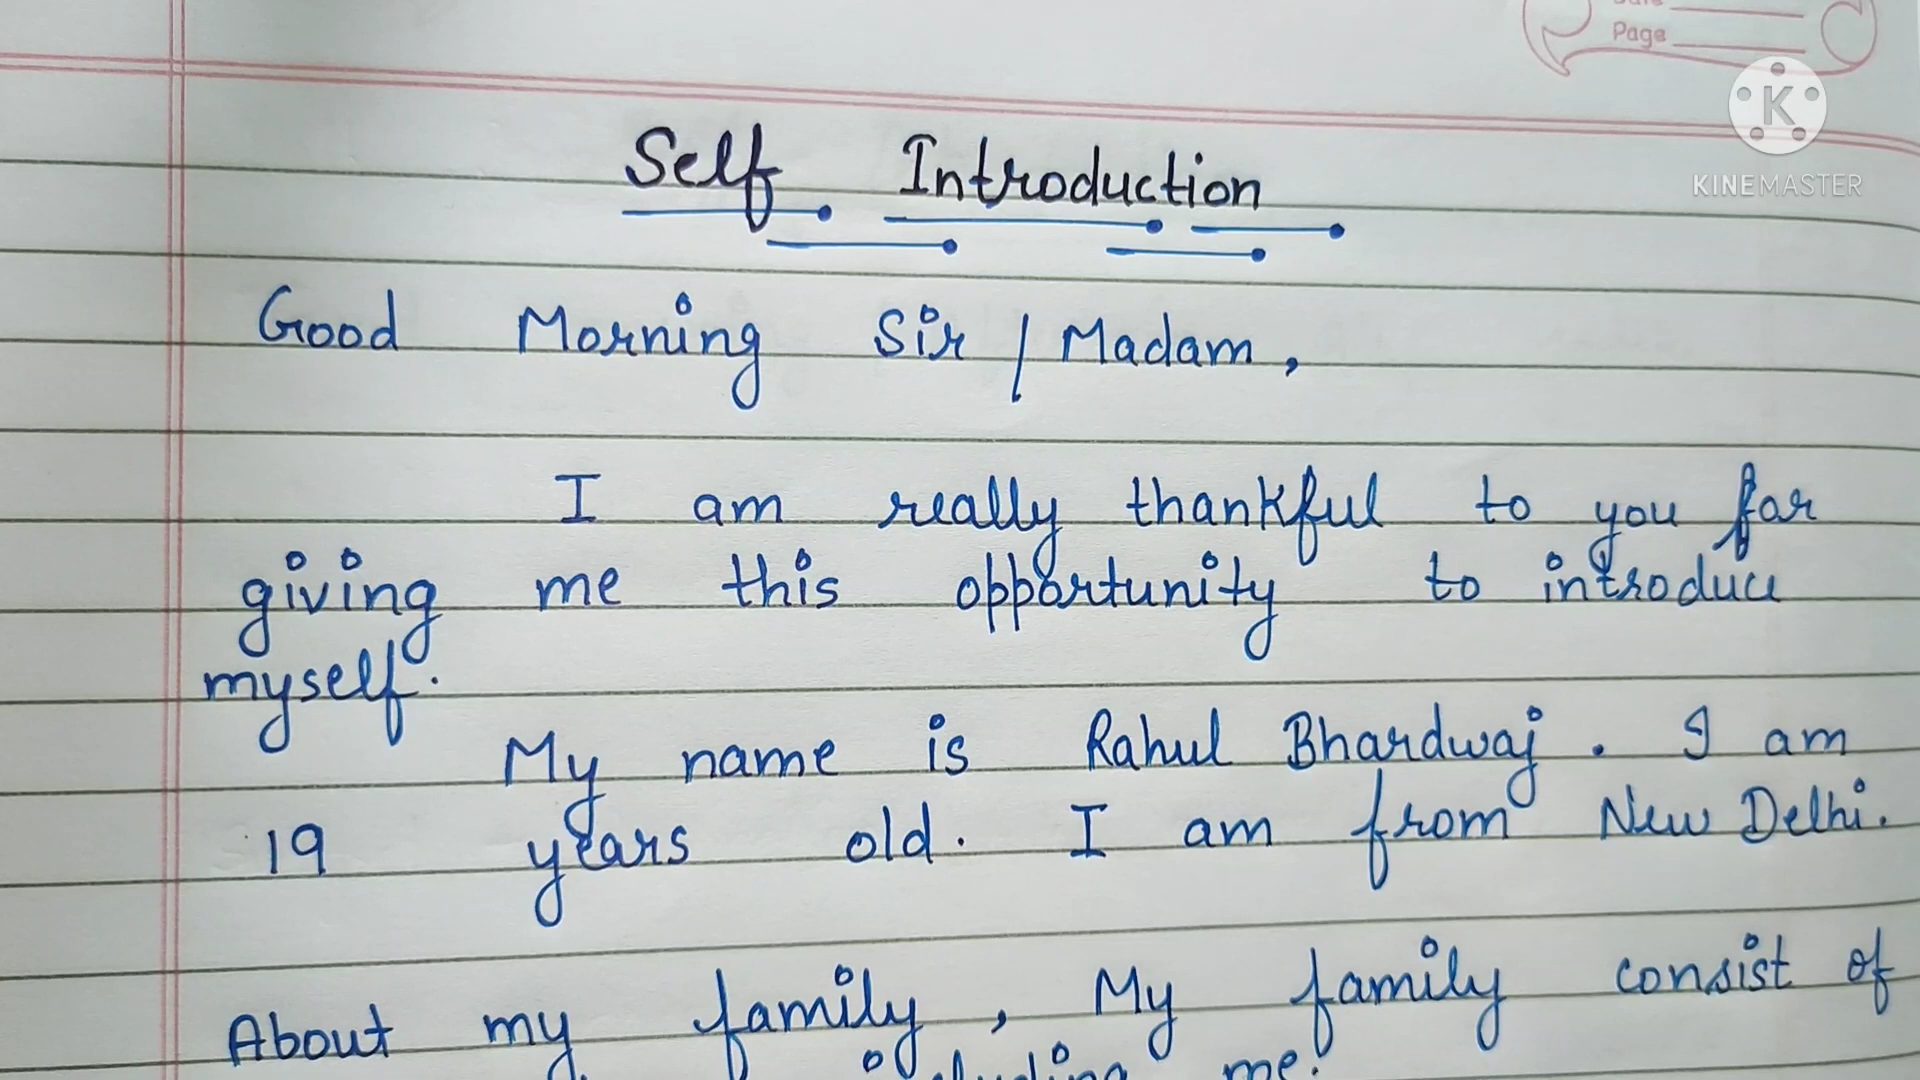 Page
KINEMASTER
Self Introduction
Good Morning Sir / Madam,
I am really thankful to you for
giving me this opportunity to introduce
myself.
My name is Rahul Bhardwaj. I am
19 years old. I am from New Delhi.
About my family, My family consist of
me.